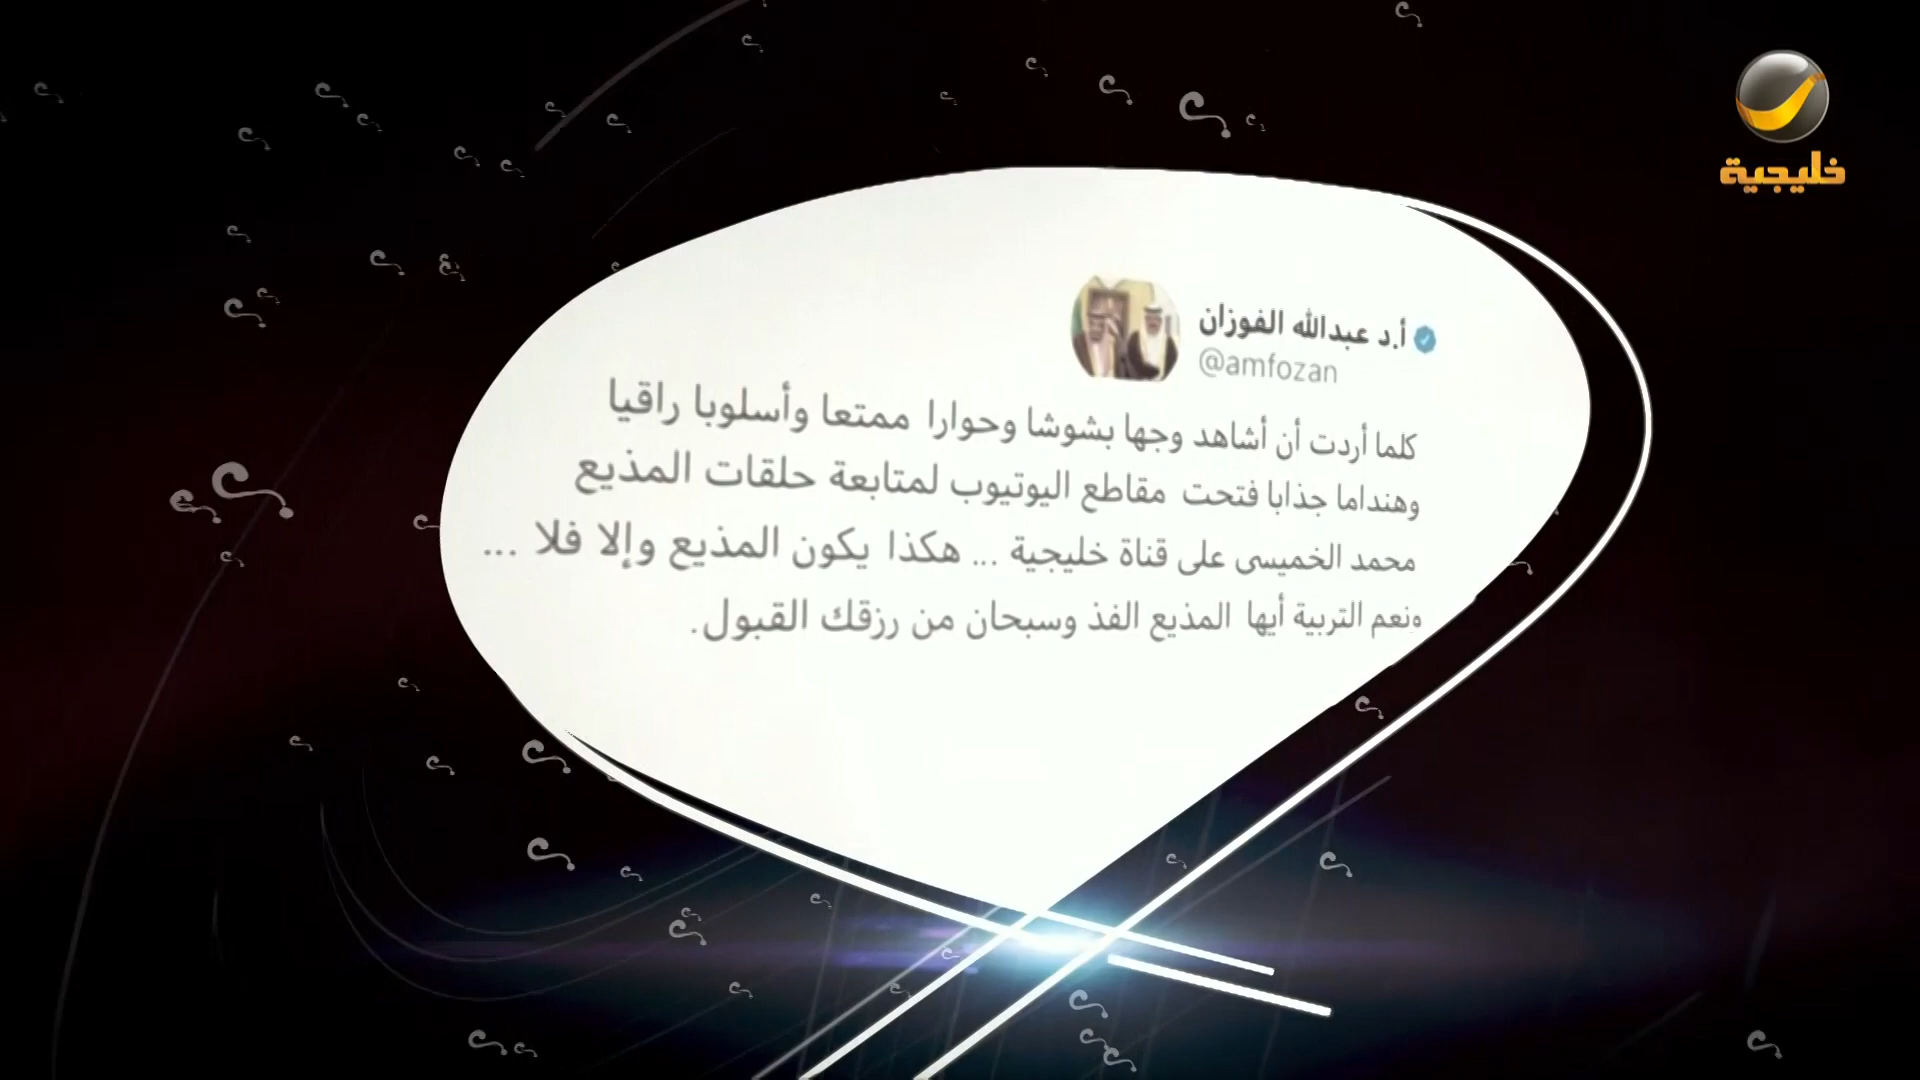 خليجية
أ.د عبدالله الفوزان
@amfozan
كلما أردت أن أشاهد وجها بشوشا وحوارا ممتعا وأسلوبا راقيا
وهنداما جذابا فتحت مقاطع اليوتيوب لمتابعة حلقات المذيع
محمد الخميسي على قناة خليجية ... هكذا يكون المذيع وإلا فلا ...
ونعم التربية أيها المذيع الفذ وسبحان من رزقك القبول.